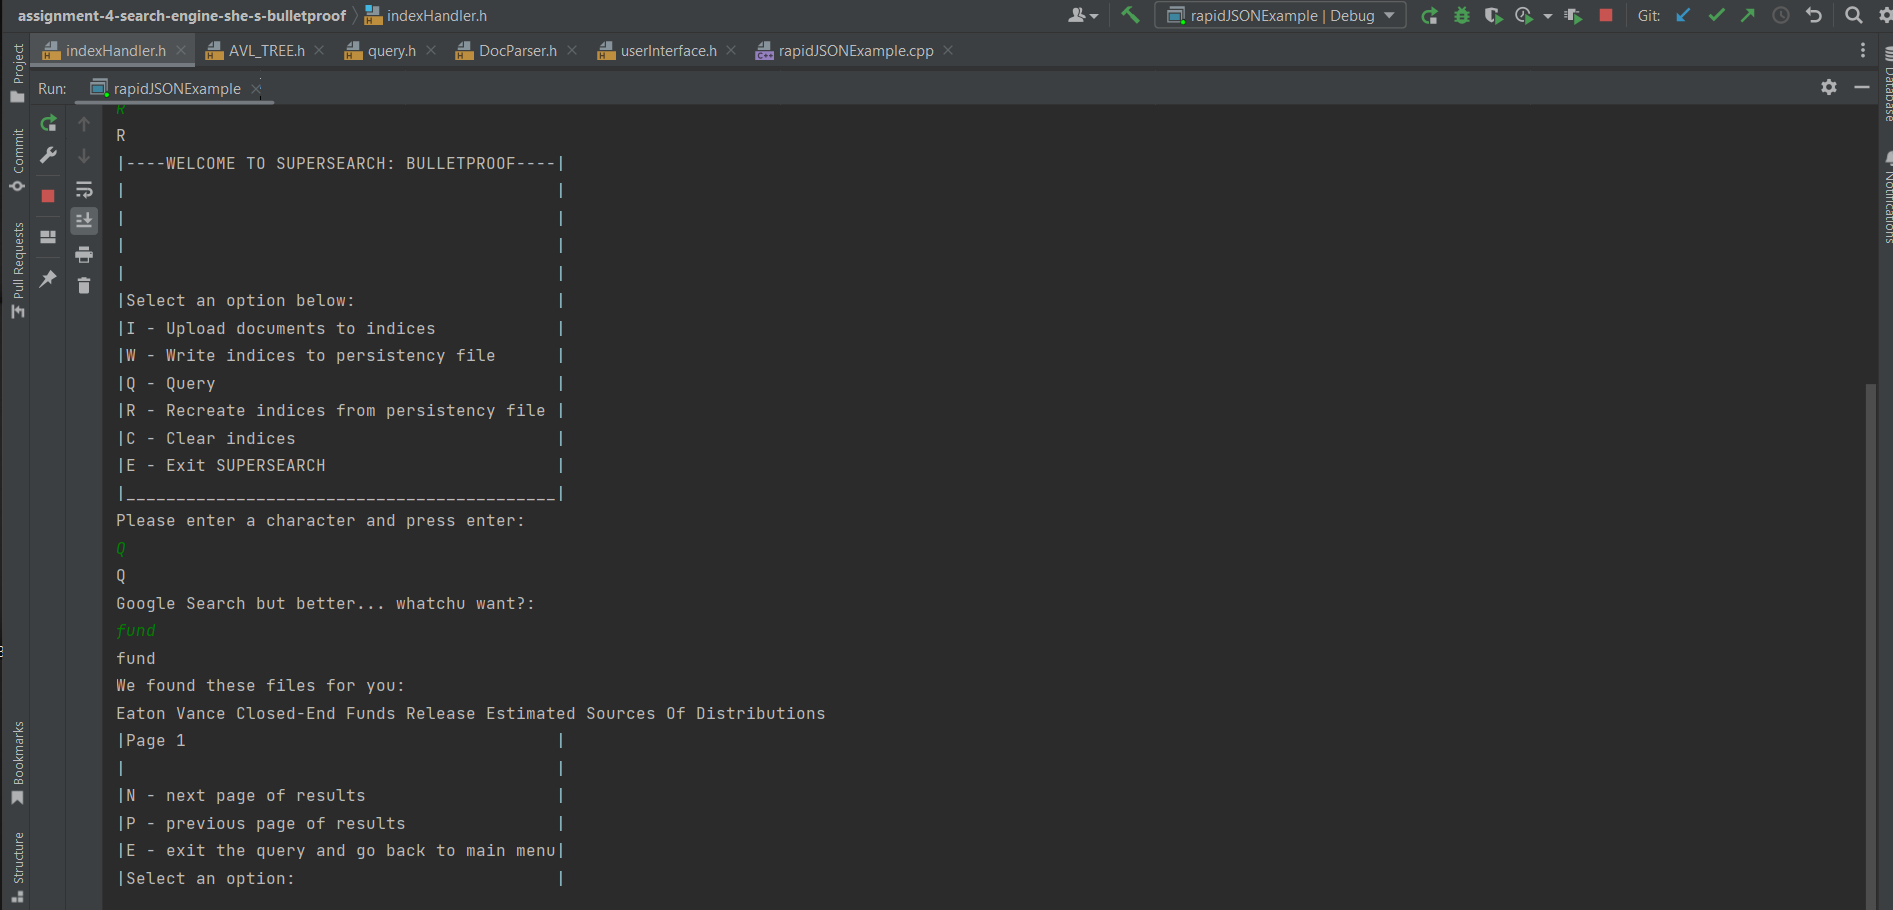 assignment-4-search-engine-she-s-bulletproof indexHandler.h rapidJSONExample | Debug Git:
indexHandler.h AVL_TREE.h query.h DocParser.h userInterface.h rapidJSONExample.cpp
Run: rapidJSONExample
Project
Commit
Pull Requests
Bookmarks
Structure
Database
Notifications
R
R
|----WELCOME TO SUPERSEARCH: BULLETPROOF----|
| |
| |
| |
| |
|Select an option below: |
|I - Upload documents to indices |
|W - Write indices to persistency file |
|Q - Query |
|R - Recreate indices from persistency file |
|C - Clear indices |
|E - Exit SUPERSEARCH |
|___________________________________________|
Please enter a character and press enter:
Q
Q
Google Search but better... whatchu want?:
fund
fund
We found these files for you:
Eaton Vance Closed-End Funds Release Estimated Sources Of Distributions
|Page 1 |
| |
|N - next page of results |
|P - previous page of results |
|E - exit the query and go back to main menu|
|Select an option: |